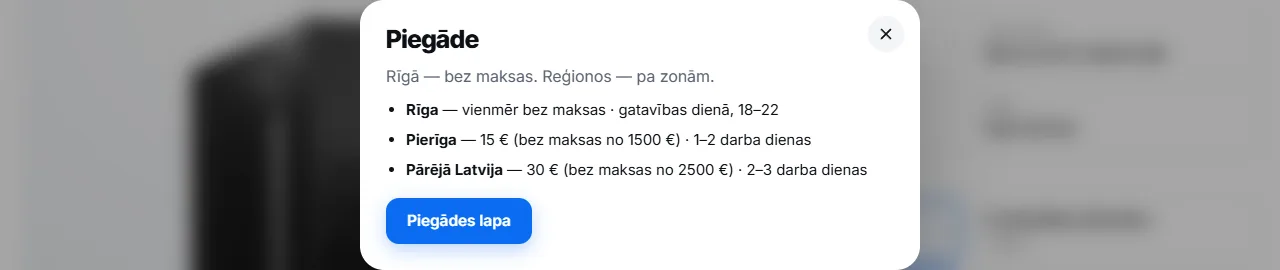 Piegāde
Rīgā — bez maksas. Reģionos — pa zonām.
• Rīga — vienmēr bez maksas · gatavības dienā, 18–22
• Pierīga — 15 € (bez maksas no 1500 €) · 1–2 darba dienas
• Pārējā Latvija — 30 € (bez maksas no 2500 €) · 2–3 darba dienas
Piegādes lapa